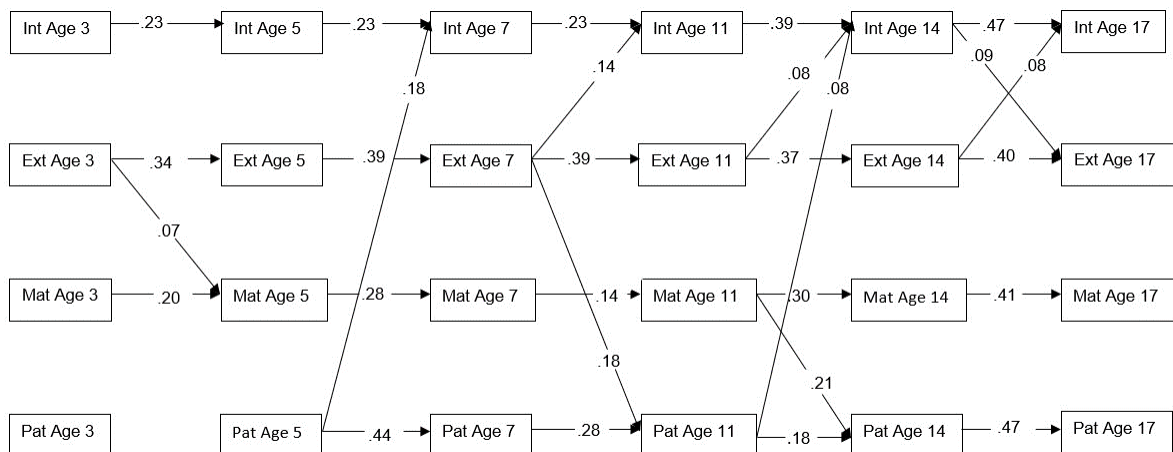 Int Age 3 .23 Int Age 5 .23 Int Age 7 .23 Int Age 11 .39 Int Age 14 .47 Int Age 17
.14 .08 .09 .08
.18 .08
Ext Age 3 .34 Ext Age 5 .39 Ext Age 7 .39 Ext Age 11 .37 Ext Age 14 .40 Ext Age 17
.07
Mat Age 3 .20 Mat Age 5 .28 Mat Age 7 .14 Mat Age 11 .30 Mat Age 14 .41 Mat Age 17
.18
.21
Pat Age 3 Pat Age 5 .44 Pat Age 7 .28 Pat Age 11 .18 Pat Age 14 .47 Pat Age 17